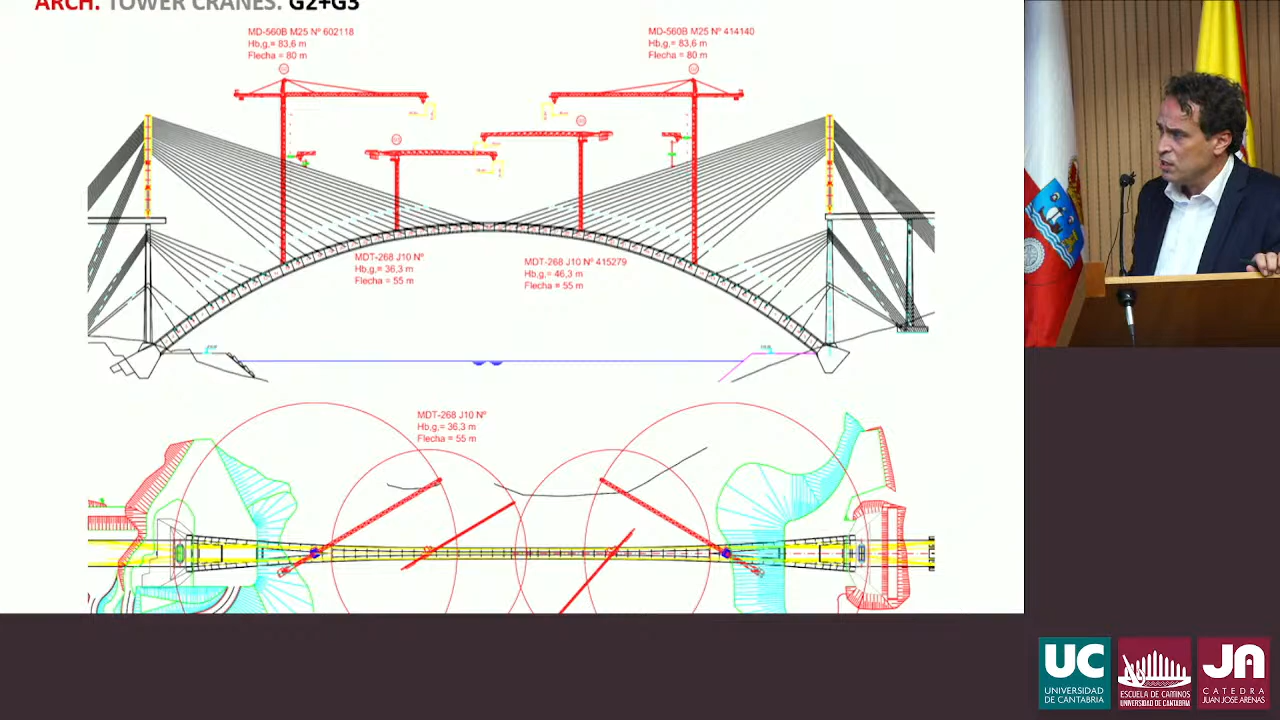 ARCH. TOWER CRANES. G2+G3
MD-560B M25 Nº 602118
Hb,g,= 83,6 m
Flecha = 80 m
MD-560B M25 Nº 414140
Hb,g,= 83,6 m
Flecha = 80 m
MDT-268 J10 Nº
Hb,g,= 36,3 m
Flecha = 55 m
MDT-268 J10 Nº 415279
Hb,g,= 46,3 m
Flecha = 55 m
MDT-268 J10 Nº
Hb,g,= 36,3 m
Flecha = 55 m
UC
UNIVERSIDAD
DE CANTABRIA
ESCUELA DE CAMINOS
UNIVERSIDAD DE CANTABRIA
JA
CATEDRA
JUAN JOSÉ ARENAS